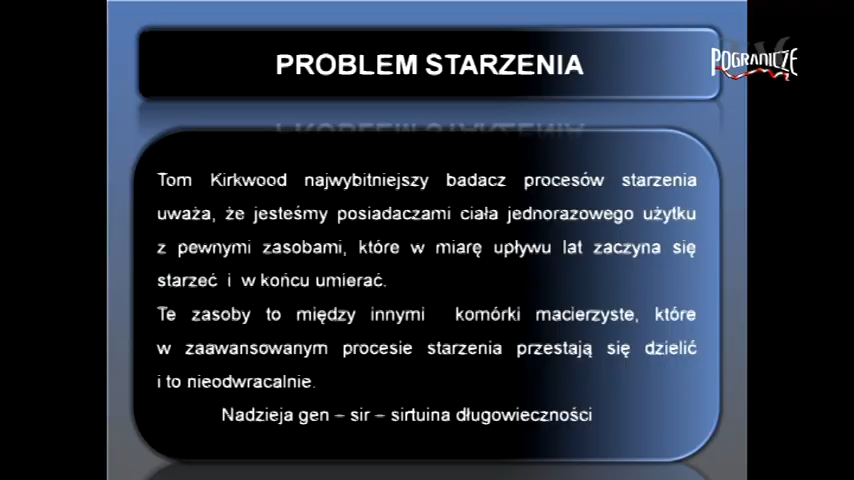 PROBLEM STARZENIA
POGRANICZE
Tom Kirkwood najwybitniejszy badacz procesów starzenia
uważa, że jesteśmy posiadaczami ciała jednorazowego użytku
z pewnymi zasobami, które w miarę upływu lat zaczyna się
starzeć i w końcu umierać.
Te zasoby to między innymi komórki macierzyste, które
w zaawansowanym procesie starzenia przestają się dzielić
i to nieodwracalnie.
Nadzieja gen – sir – sirtuina długowieczności